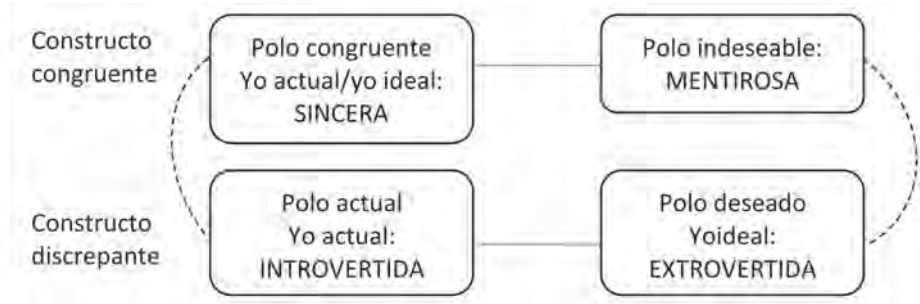 Constructo
congruente
Polo congruente
Yo actual/yo ideal:
SINCERA
Polo indeseable:
MENTIROSA
Constructo
discrepante
Polo actual
Yo actual:
INTROVERTIDA
Polo deseado
Yoideal:
EXTROVERTIDA